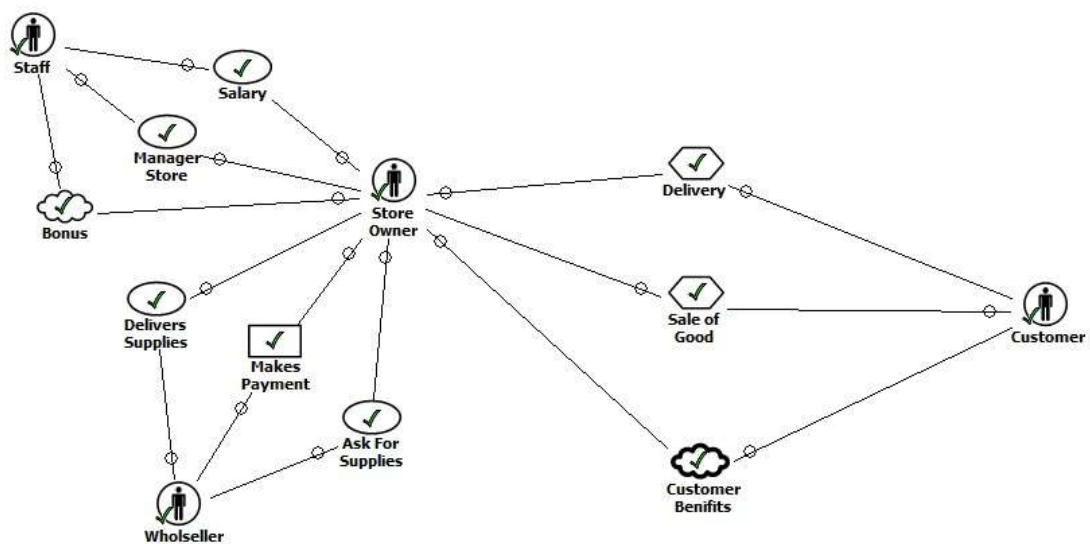 Staff
Salary
Manager
Store
Bonus
Store
Owner
Delivery
Delivers
Supplies
Makes
Payment
Sale of
Good
Customer
Ask For
Supplies
Customer
Benifits
Wholseller